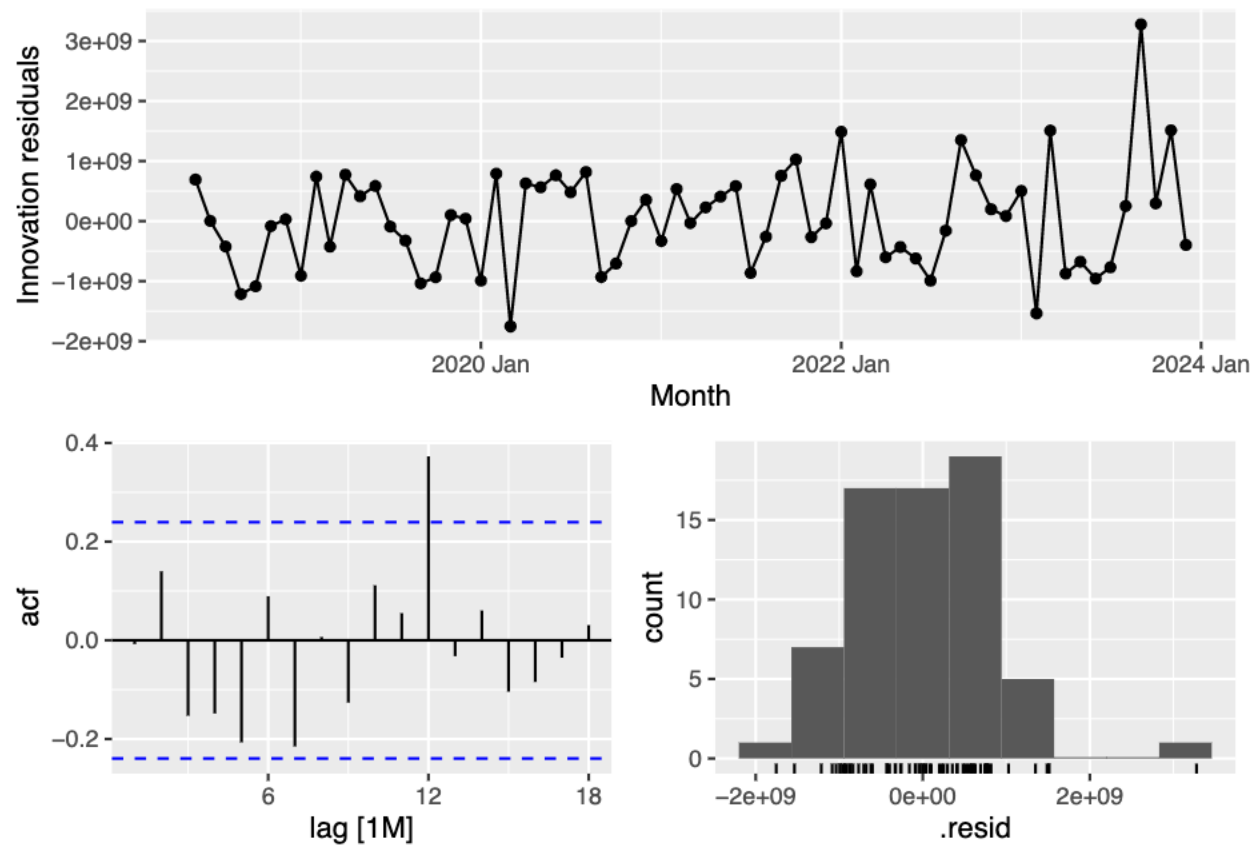 Innovation residuals
3e+09
2e+09
1e+09
0e+00
−1e+09
−2e+09
2020 Jan
2022 Jan
2024 Jan
Month
acf
0.4
0.2
0.0
−0.2
6
12
18
lag [1M]
count
15
10
5
0
−2e+09
0e+00
2e+09
.resid